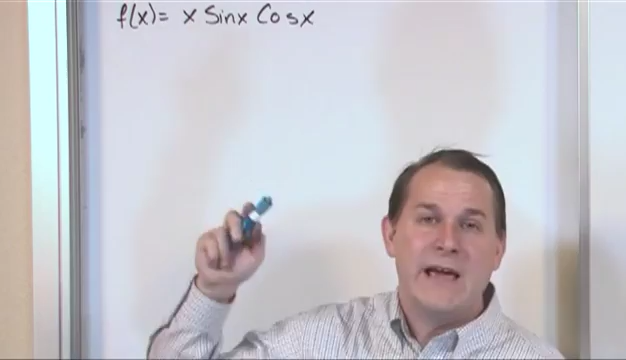 f(x)= x Sinx Cosx